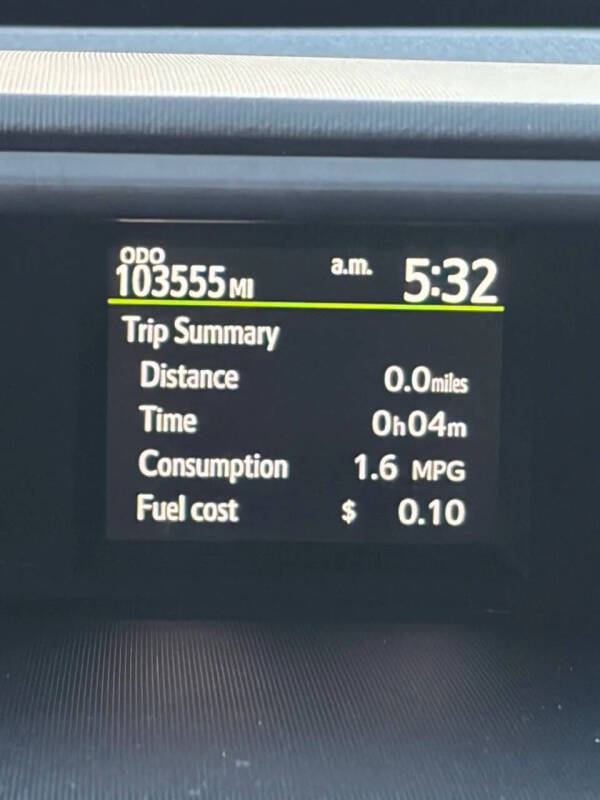 ODO
103555 MI a.m. 5:32
Trip Summary
Distance 0.0 miles
Time 0h04m
Consumption 1.6 MPG
Fuel cost $ 0.10